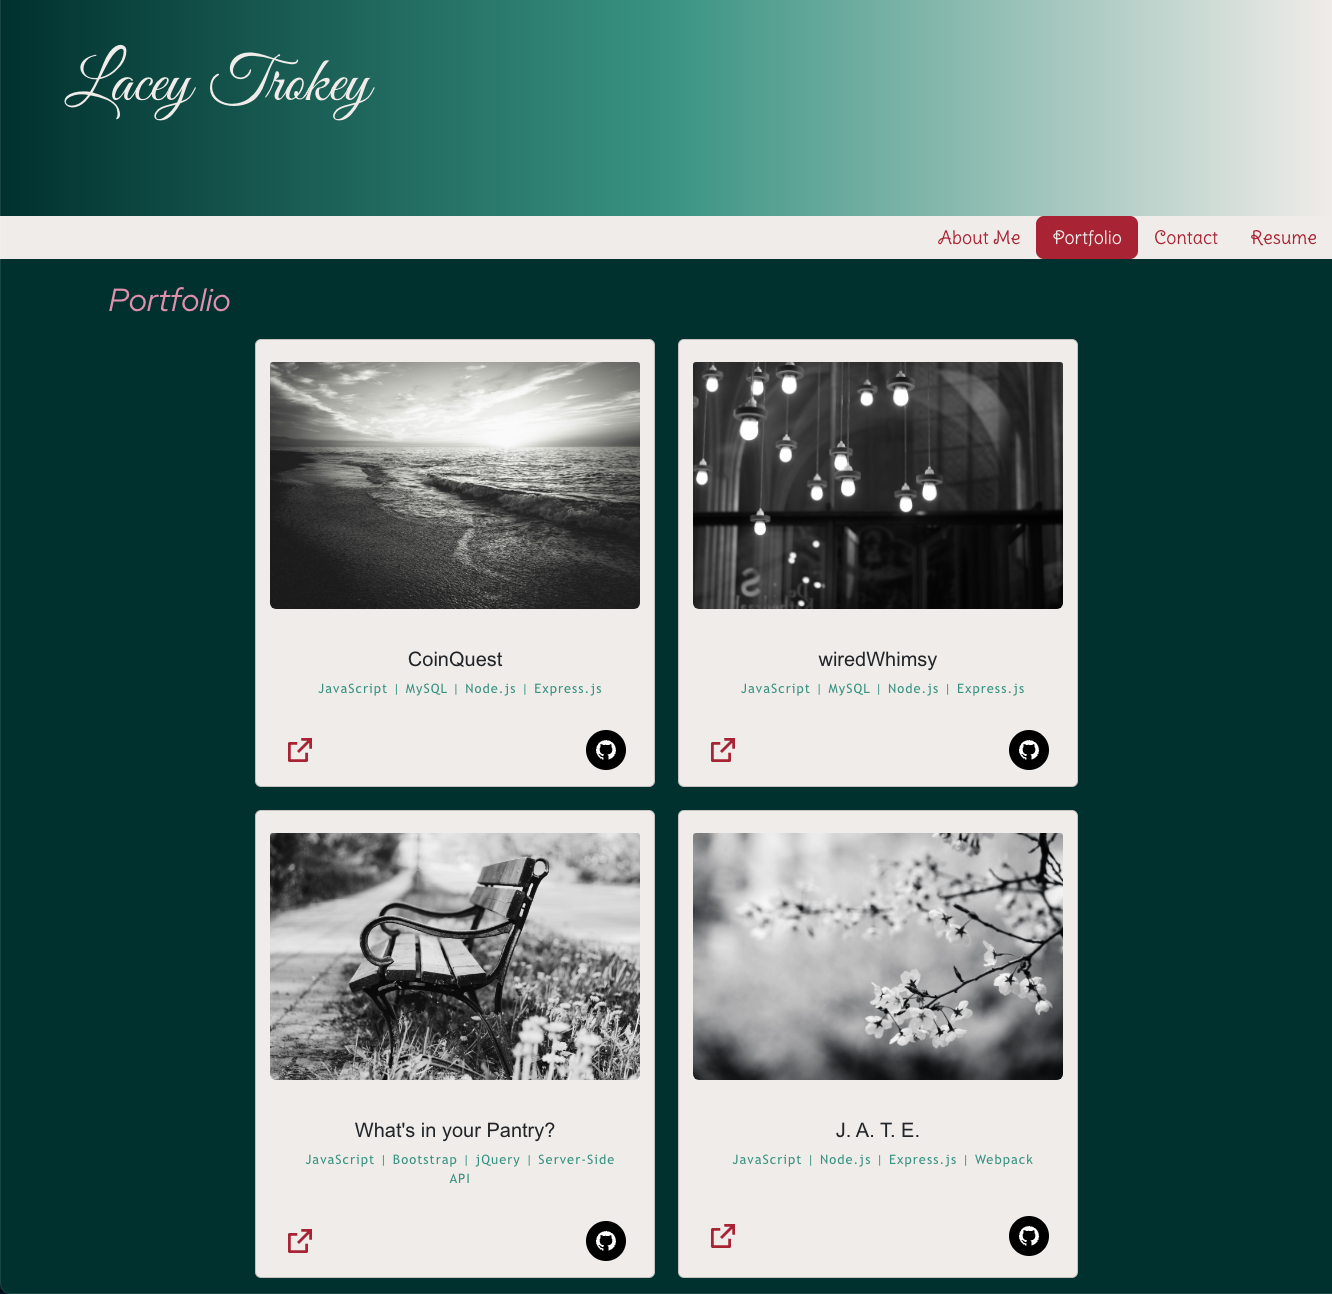 Lacey Trokey
About Me Portfolio Contact Resume
Portfolio
CoinQuest
JavaScript | MySQL | Node.js | Express.js
wiredWhimsy
JavaScript | MySQL | Node.js | Express.js
What's in your Pantry?
JavaScript | Bootstrap | jQuery | Server-Side
API
J. A. T. E.
JavaScript | Node.js | Express.js | Webpack